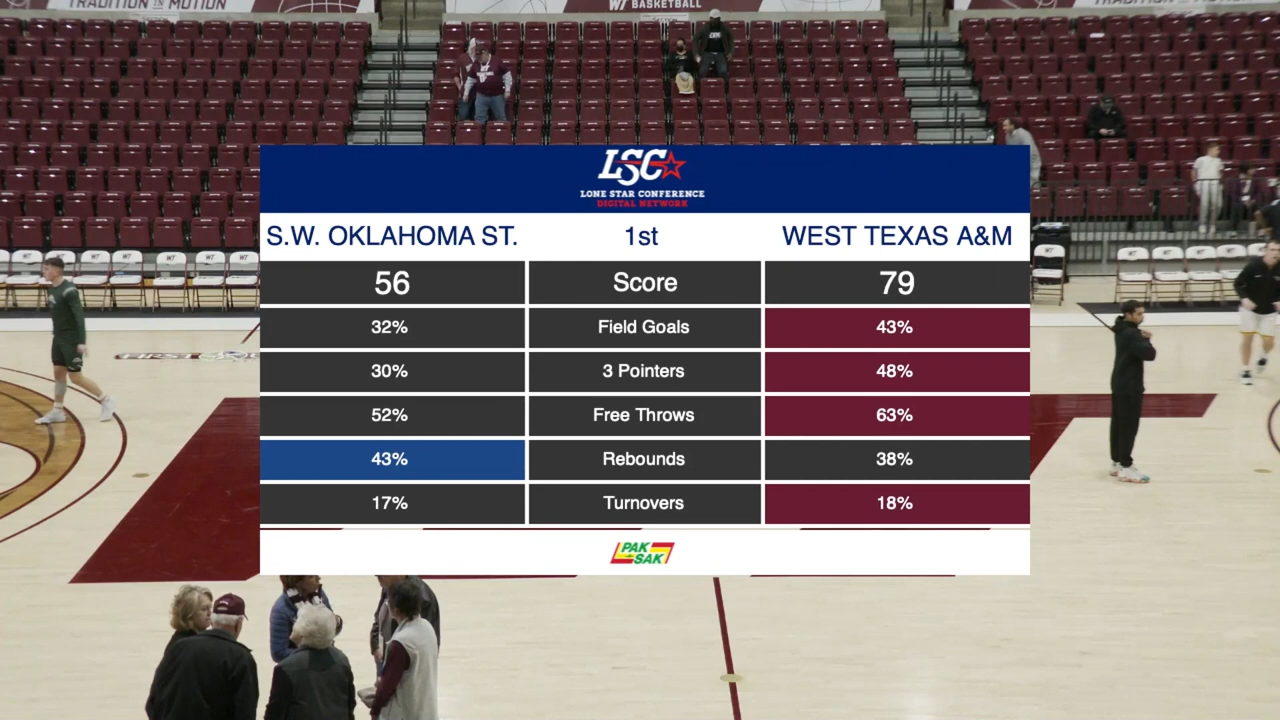 TRADITION IN MOTION
WT BASKETBALL
LSC
LONE STAR CONFERENCE
DIGITAL NETWORK
S.W. OKLAHOMA ST. 1st WEST TEXAS A&M
56 Score 79
32% Field Goals 43%
30% 3 Pointers 48%
52% Free Throws 63%
43% Rebounds 38%
17% Turnovers 18%
PAK
SAK